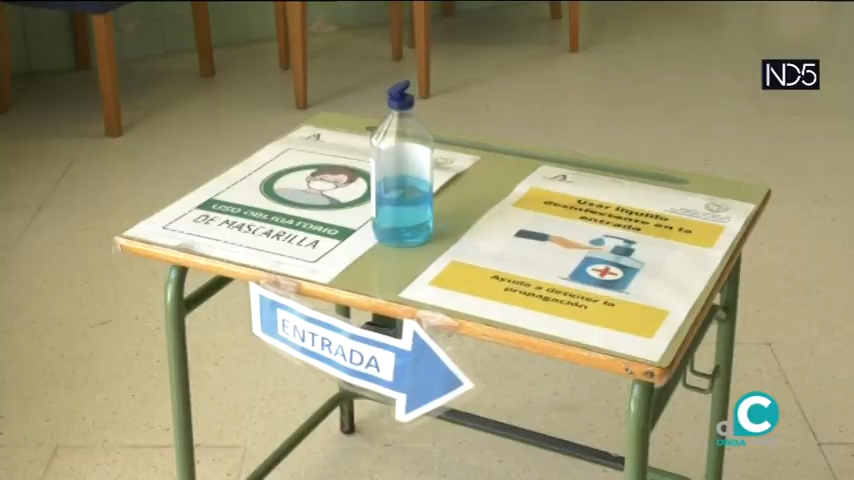 ND5
USO OBLIGATORIO
DE MASCARILLA
Usar líquido
desinfectante en la
entrada
Ayuda a detener la
propagación
ENTRADA
C
ONDA